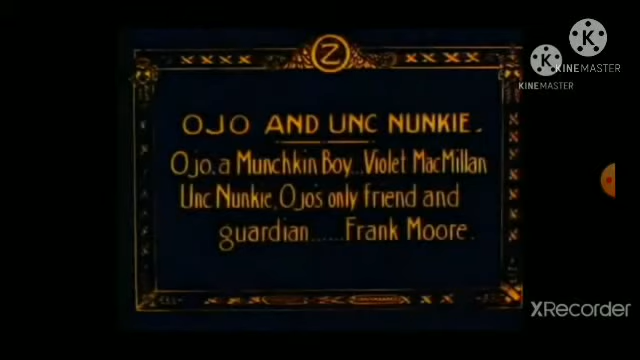 Z
KINEMASTER
KINEMASTER
OJO AND UNC NUNKIE.
Ojo, a Munchkin Boy...Violet MacMillan
Unc Nunkie, Ojo's only friend and
guardian......Frank Moore.
XRecorder